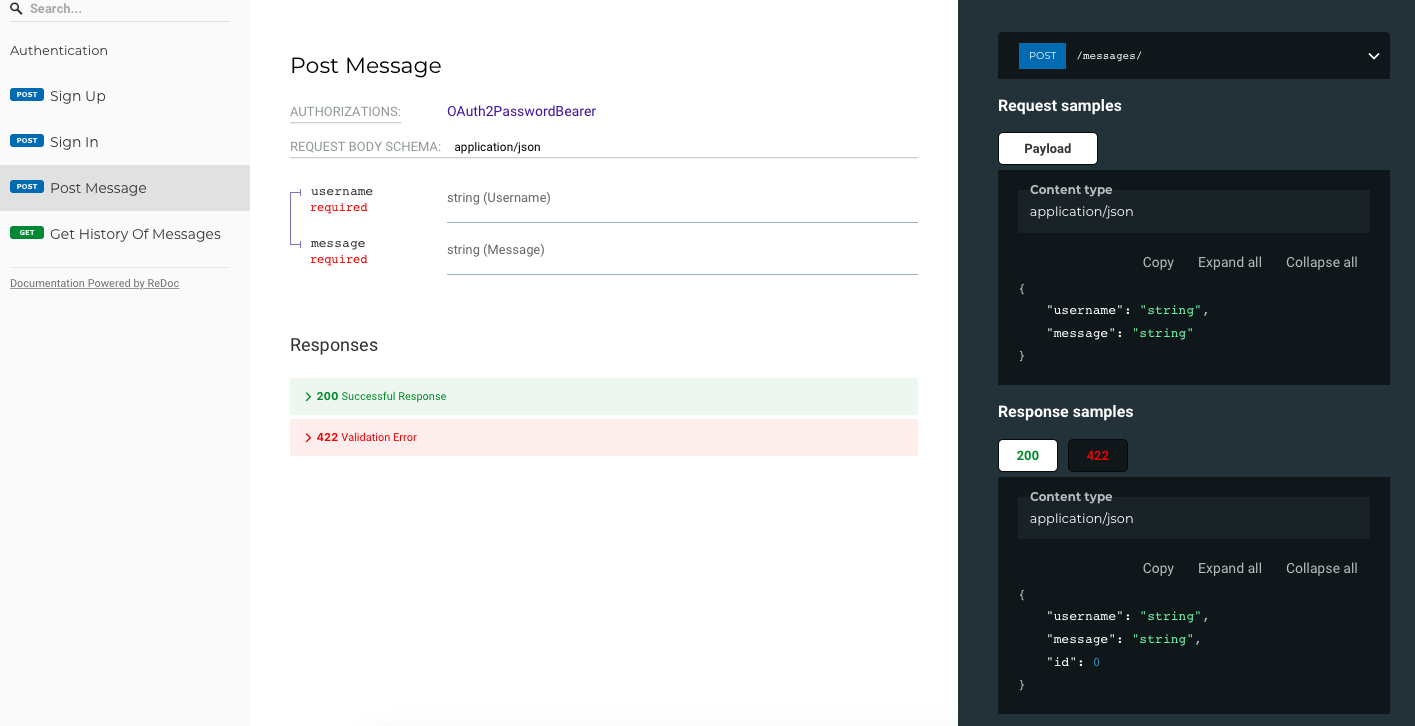 Search...
Authentication
POST Sign Up
POST Sign In
POST Post Message
GET Get History Of Messages
Documentation Powered by ReDoc
Post Message
AUTHORIZATIONS: OAuth2PasswordBearer
REQUEST BODY SCHEMA: application/json
username
required
string (Username)
message
required
string (Message)
Responses
200 Successful Response
422 Validation Error
POST /messages/
Request samples
Payload
Content type
application/json
Copy Expand all Collapse all
{
"username": "string",
"message": "string"
}
Response samples
200 422
Content type
application/json
Copy Expand all Collapse all
{
"username": "string",
"message": "string",
"id": 0
}